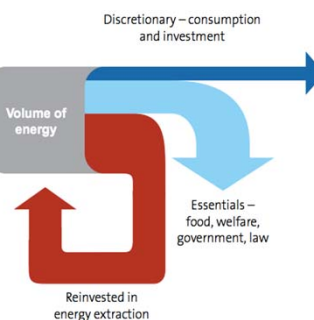 Discretionary – consumption
and investment
Volume of
energy
Essentials –
food, welfare,
government, law
Reinvested in
energy extraction